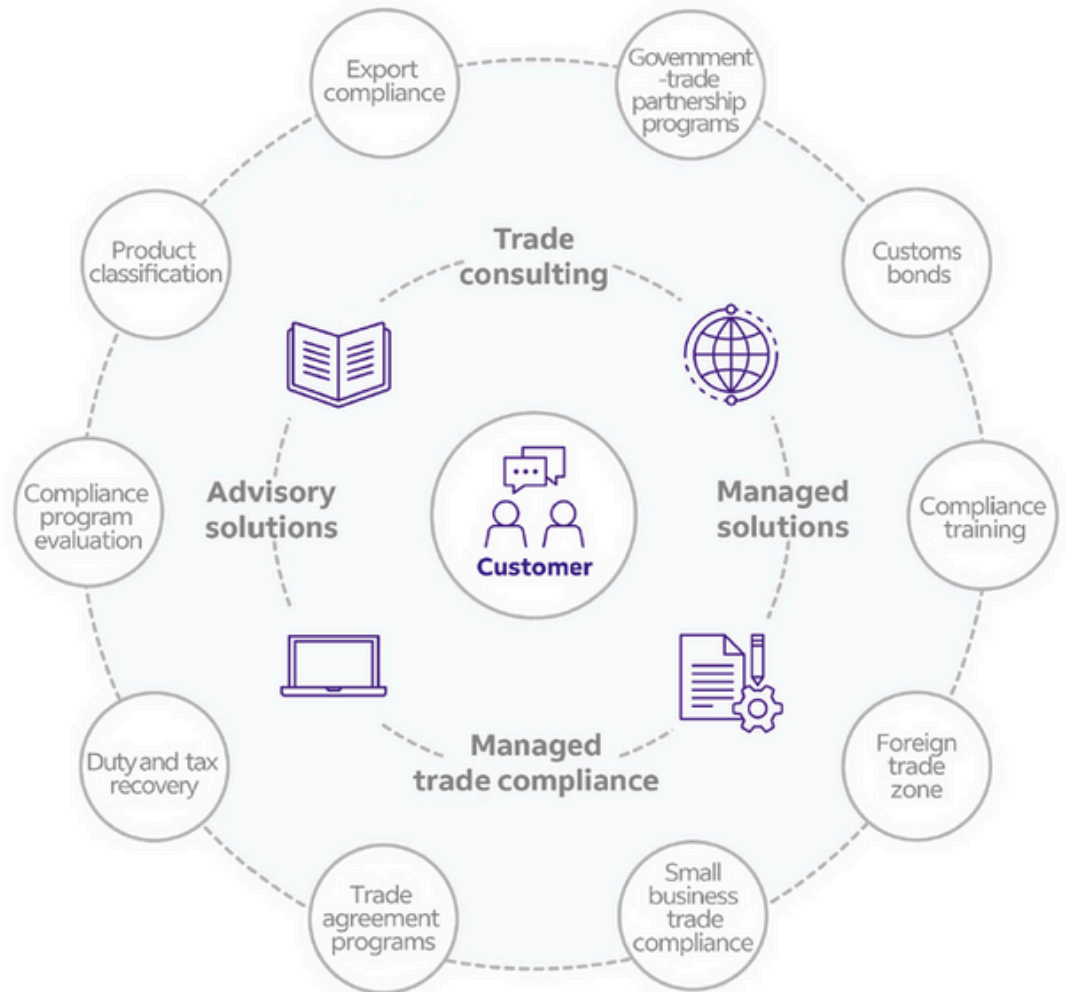 Export
compliance
Government
-trade
partnership
programs
Product
classification
Trade
consulting
Customs
bonds
Compliance
program
evaluation
Advisory
solutions
Customer
Managed
solutions
Compliance
training
Duty and tax
recovery
Managed
trade compliance
Foreign
trade
zone
Trade
agreement
programs
Small
business
trade
compliance